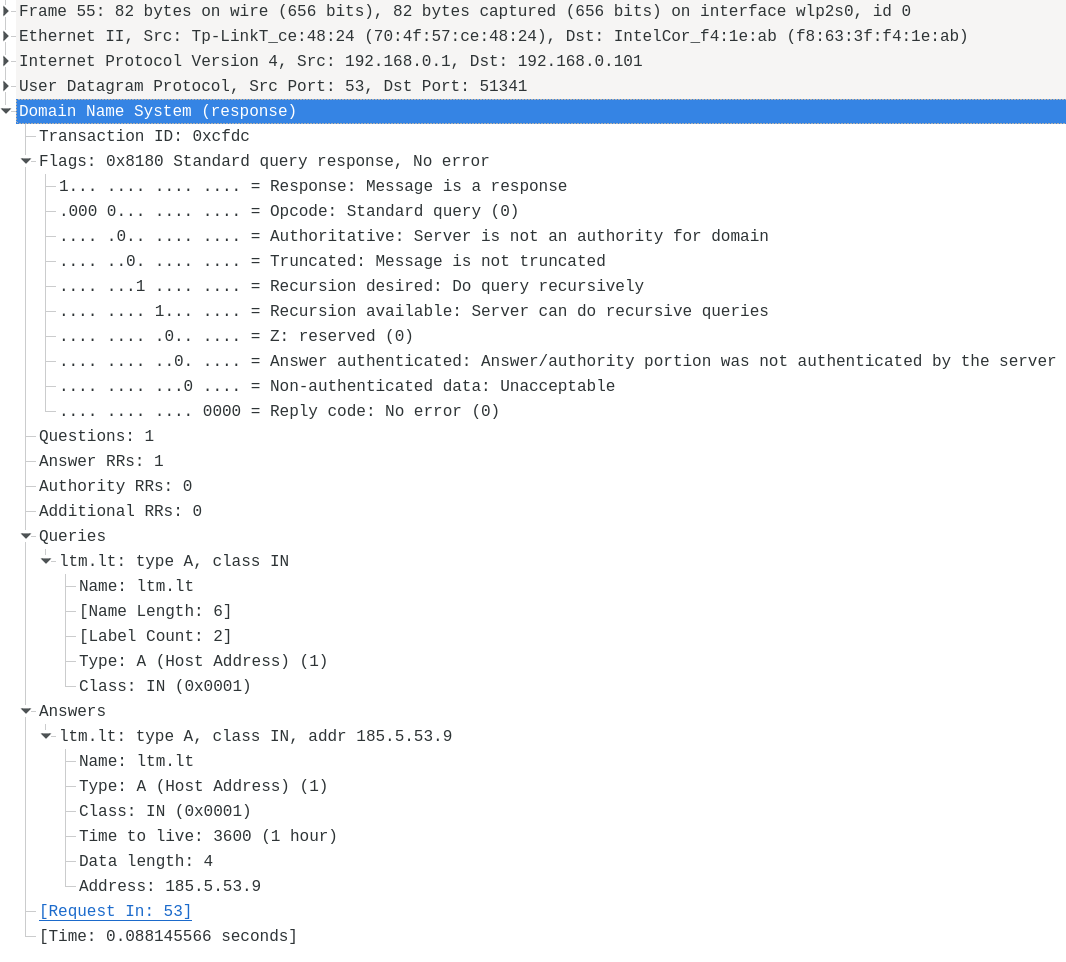 Frame 55: 82 bytes on wire (656 bits), 82 bytes captured (656 bits) on interface wlp2s0, id 0
Ethernet II, Src: Tp-LinkT_ce:48:24 (70:4f:57:ce:48:24), Dst: IntelCor_f4:1e:ab (f8:63:3f:f4:1e:ab)
Internet Protocol Version 4, Src: 192.168.0.1, Dst: 192.168.0.101
User Datagram Protocol, Src Port: 53, Dst Port: 51341
Domain Name System (response)
Transaction ID: 0xcfdc
Flags: 0x8180 Standard query response, No error
1... .... .... .... = Response: Message is a response
.000 0... .... .... = Opcode: Standard query (0)
.... .0.. .... .... = Authoritative: Server is not an authority for domain
.... ..0. .... .... = Truncated: Message is not truncated
.... ...1 .... .... = Recursion desired: Do query recursively
.... .... 1... .... = Recursion available: Server can do recursive queries
.... .... .0.. .... = Z: reserved (0)
.... .... ..0. .... = Answer authenticated: Answer/authority portion was not authenticated by the server
.... .... ...0 .... = Non-authenticated data: Unacceptable
.... .... .... 0000 = Reply code: No error (0)
Questions: 1
Answer RRs: 1
Authority RRs: 0
Additional RRs: 0
Queries
ltm.lt: type A, class IN
Name: ltm.lt
[Name Length: 6]
[Label Count: 2]
Type: A (Host Address) (1)
Class: IN (0x0001)
Answers
ltm.lt: type A, class IN, addr 185.5.53.9
Name: ltm.lt
Type: A (Host Address) (1)
Class: IN (0x0001)
Time to live: 3600 (1 hour)
Data length: 4
Address: 185.5.53.9
[Request In: 53]
[Time: 0.088145566 seconds]